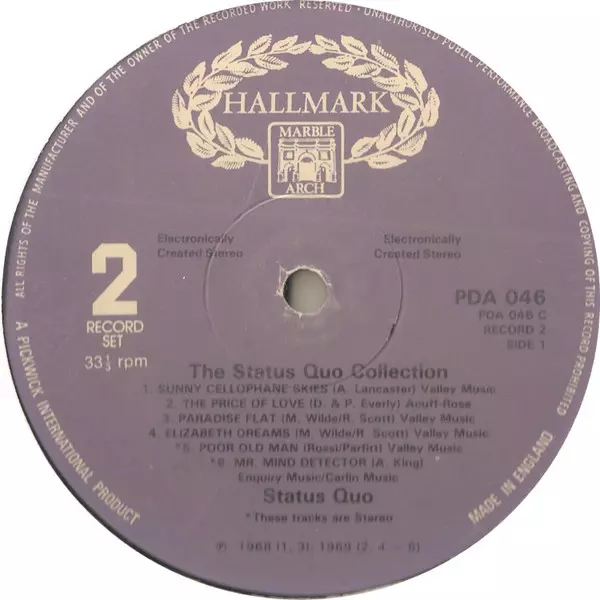 ALL RIGHTS OF THE MANUFACTURER AND OF THE OWNER OF THE RECORDED WORK RESERVED · UNAUTHORISED PUBLIC PERFORMANCE BROADCASTING AND COPYING OF THIS RECORD PROHIBITED
HALLMARK
MARBLE
ARCH
Electronically
Created Stereo
Electronically
Created Stereo
2
RECORD
SET
33⅓ rpm
PDA 046
PDA 046 C
RECORD 2
SIDE 1
The Status Quo Collection
1. SUNNY CELLOPHANE SKIES (A. Lancaster) Valley Music
2. THE PRICE OF LOVE (D. & P. Everly) Acuff-Rose
3. PARADISE FLAT (M. Wilde/R. Scott) Valley Music
4. ELIZABETH DREAMS (M. Wilde/R. Scott) Valley Music
*5. POOR OLD MAN (Rossi/Parfitt) Valley Music
*6. MR. MIND DETECTOR (A. King)
Enquiry Music/Carlin Music
Status Quo
*These tracks are Stereo
℗ 1968 (1, 3). 1969 (2, 4 – 6)
A PICKWICK INTERNATIONAL PRODUCT
MADE IN ENGLAND